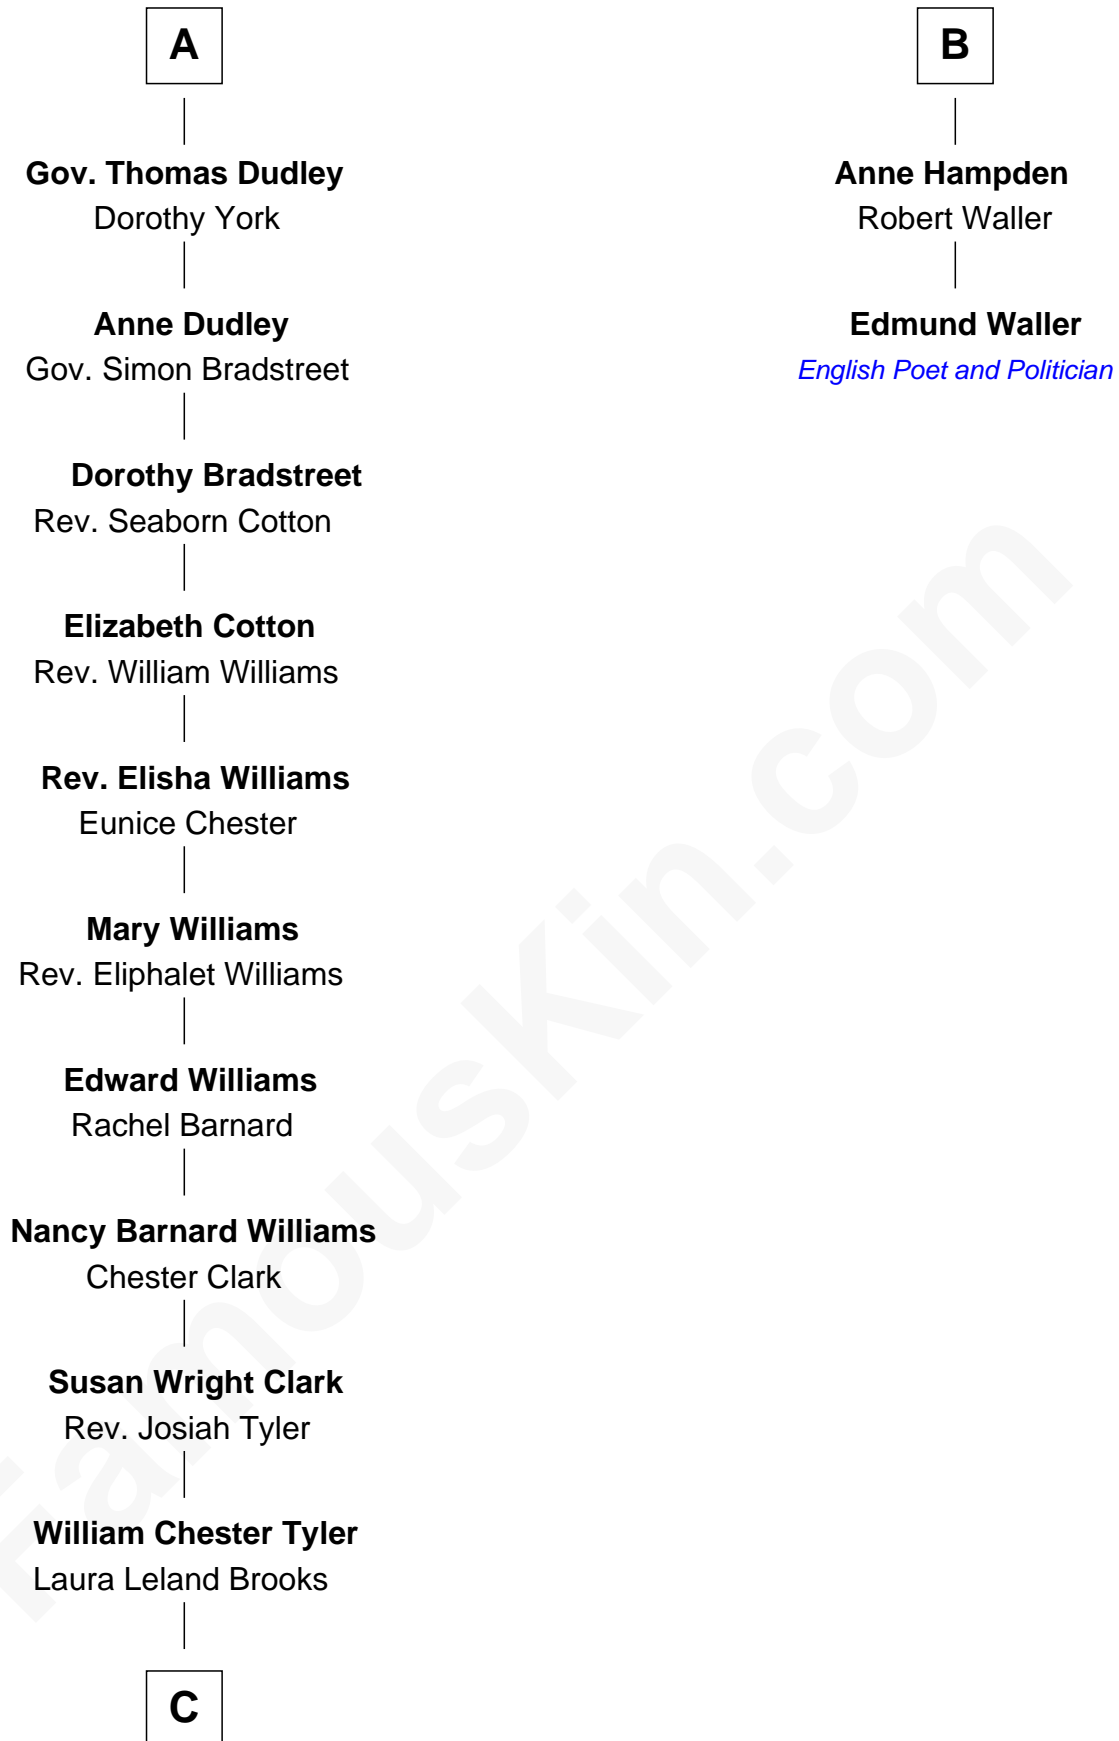 A
Gov. Thomas Dudley
Dorothy York
Anne Dudley
Gov. Simon Bradstreet
Dorothy Bradstreet
Rev. Seaborn Cotton
Elizabeth Cotton
Rev. William Williams
Rev. Elisha Williams
Eunice Chester
Mary Williams
Rev. Eliphalet Williams
Edward Williams
Rachel Barnard
Nancy Barnard Williams
Chester Clark
Susan Wright Clark
Rev. Josiah Tyler
William Chester Tyler
Laura Leland Brooks
C
B
Anne Hampden
Robert Waller
Edmund Waller
English Poet and Politician
FamousKin.com